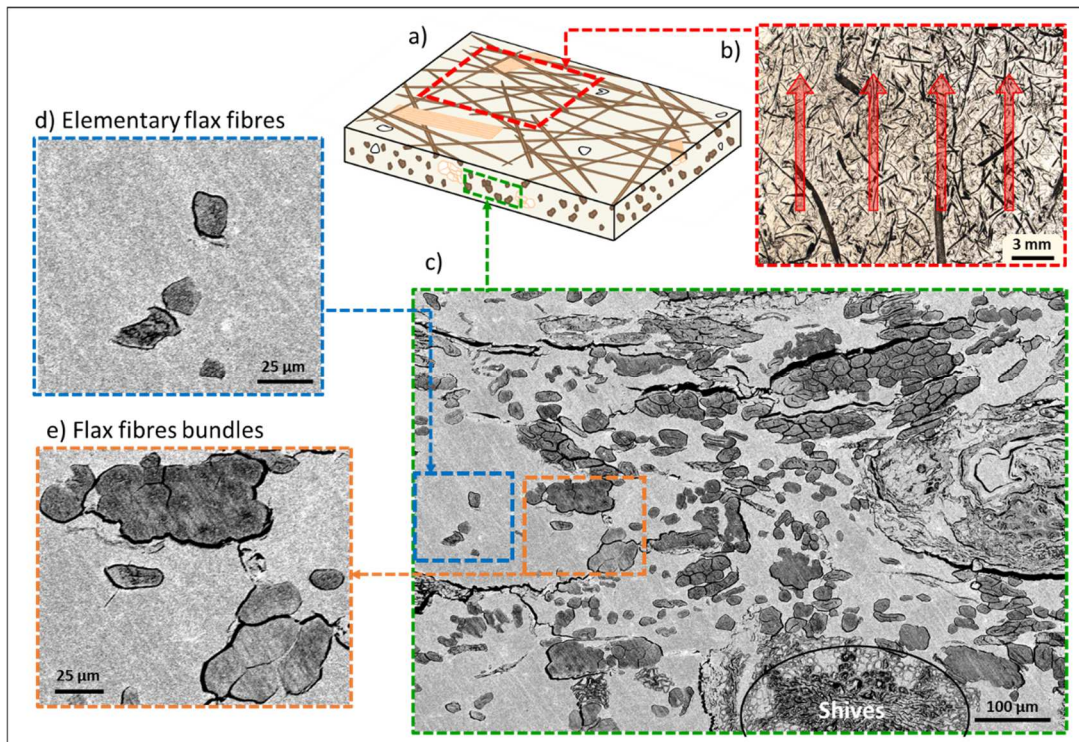 a)
b)
d) Elementary flax fibres
3 mm
c)
25 µm
e) Flax fibres bundles
25 µm
Shives
100 µm